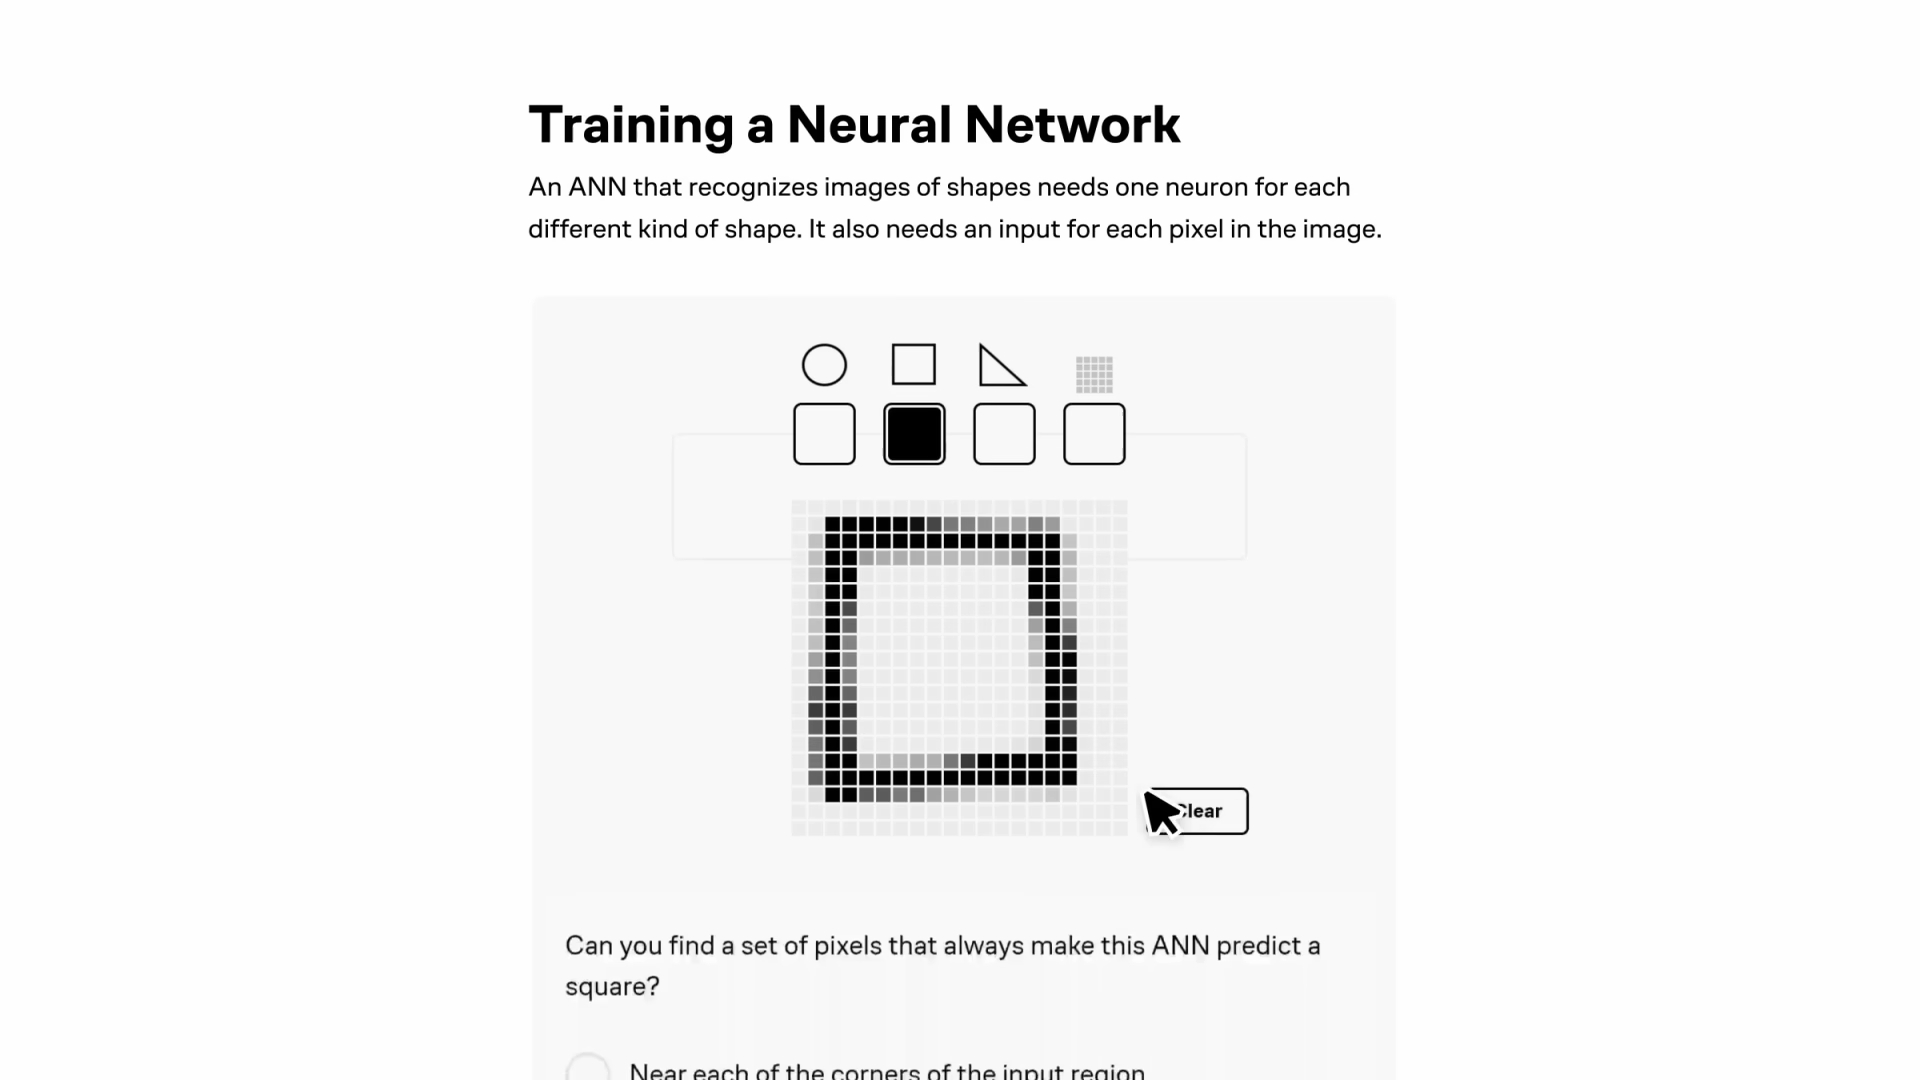 Training a Neural Network
An ANN that recognizes images of shapes needs one neuron for each
different kind of shape. It also needs an input for each pixel in the image.
Clear
Can you find a set of pixels that always make this ANN predict a
square?
Near each of the corners of the input region